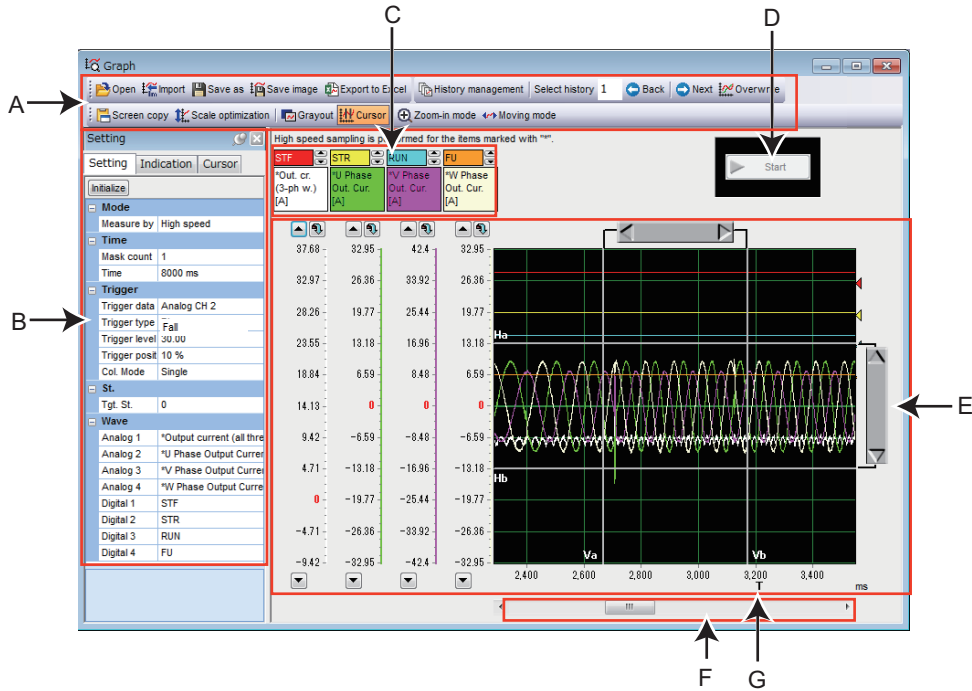 C
D
Graph
A
Open Import Save as Save image Export to Excel History management Select history 1 Back Next Overwrite
Screen copy Scale optimization Grayout Cursor Zoom-in mode Moving mode
Setting
High speed sampling is performed for the items marked with "*".
Setting Indication Cursor
STF STR RUN FU
*Out. cr. (3-ph w.) [A]
*U Phase Out. Cur. [A]
*V Phase Out. Cur. [A]
*W Phase Out. Cur. [A]
Start
Initialize
Mode
Measure by High speed
Time
Mask count 1
Time 8000 ms
Trigger
Trigger data Analog CH 2
B
Trigger type Fall
Trigger level 30.00
Trigger posit 10 %
Col. Mode Single
St.
Tgt. St. 0
Wave
Analog 1 *Output current (all thre
Analog 2 *U Phase Output Curre
Analog 3 *V Phase Output Curre
Analog 4 *W Phase Output Curre
Digital 1 STF
Digital 2 STR
Digital 3 RUN
Digital 4 FU
37.68 32.95 42.4 32.95
32.97 26.36 33.92 26.36
28.26 19.77 25.44 19.77
23.55 13.18 16.96 13.18
18.84 6.59 8.48 6.59
14.13 0 0 0
9.42 -6.59 -8.48 -6.59
4.71 -13.18 -16.96 -13.18
0 -19.77 -25.44 -19.77
-4.71 -26.36 -33.92 -26.36
-9.42 -32.95 -42.4 -32.95
Ha
E
Hb
Va Vb
2,400 2,600 2,800 3,000 3,200 3,400
T ms
F
G